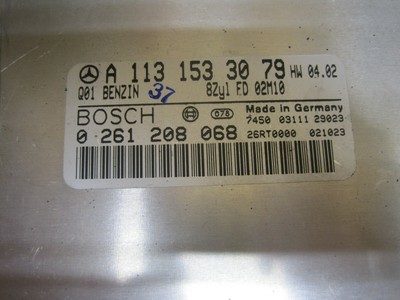 A 113 153 30 79 HW 04.02
Q01 BENZIN 37 8Zyl FD 02M10
BOSCH 076 Made in Germany
7450 03111 29023
0 261 208 068 26RT0000 021023